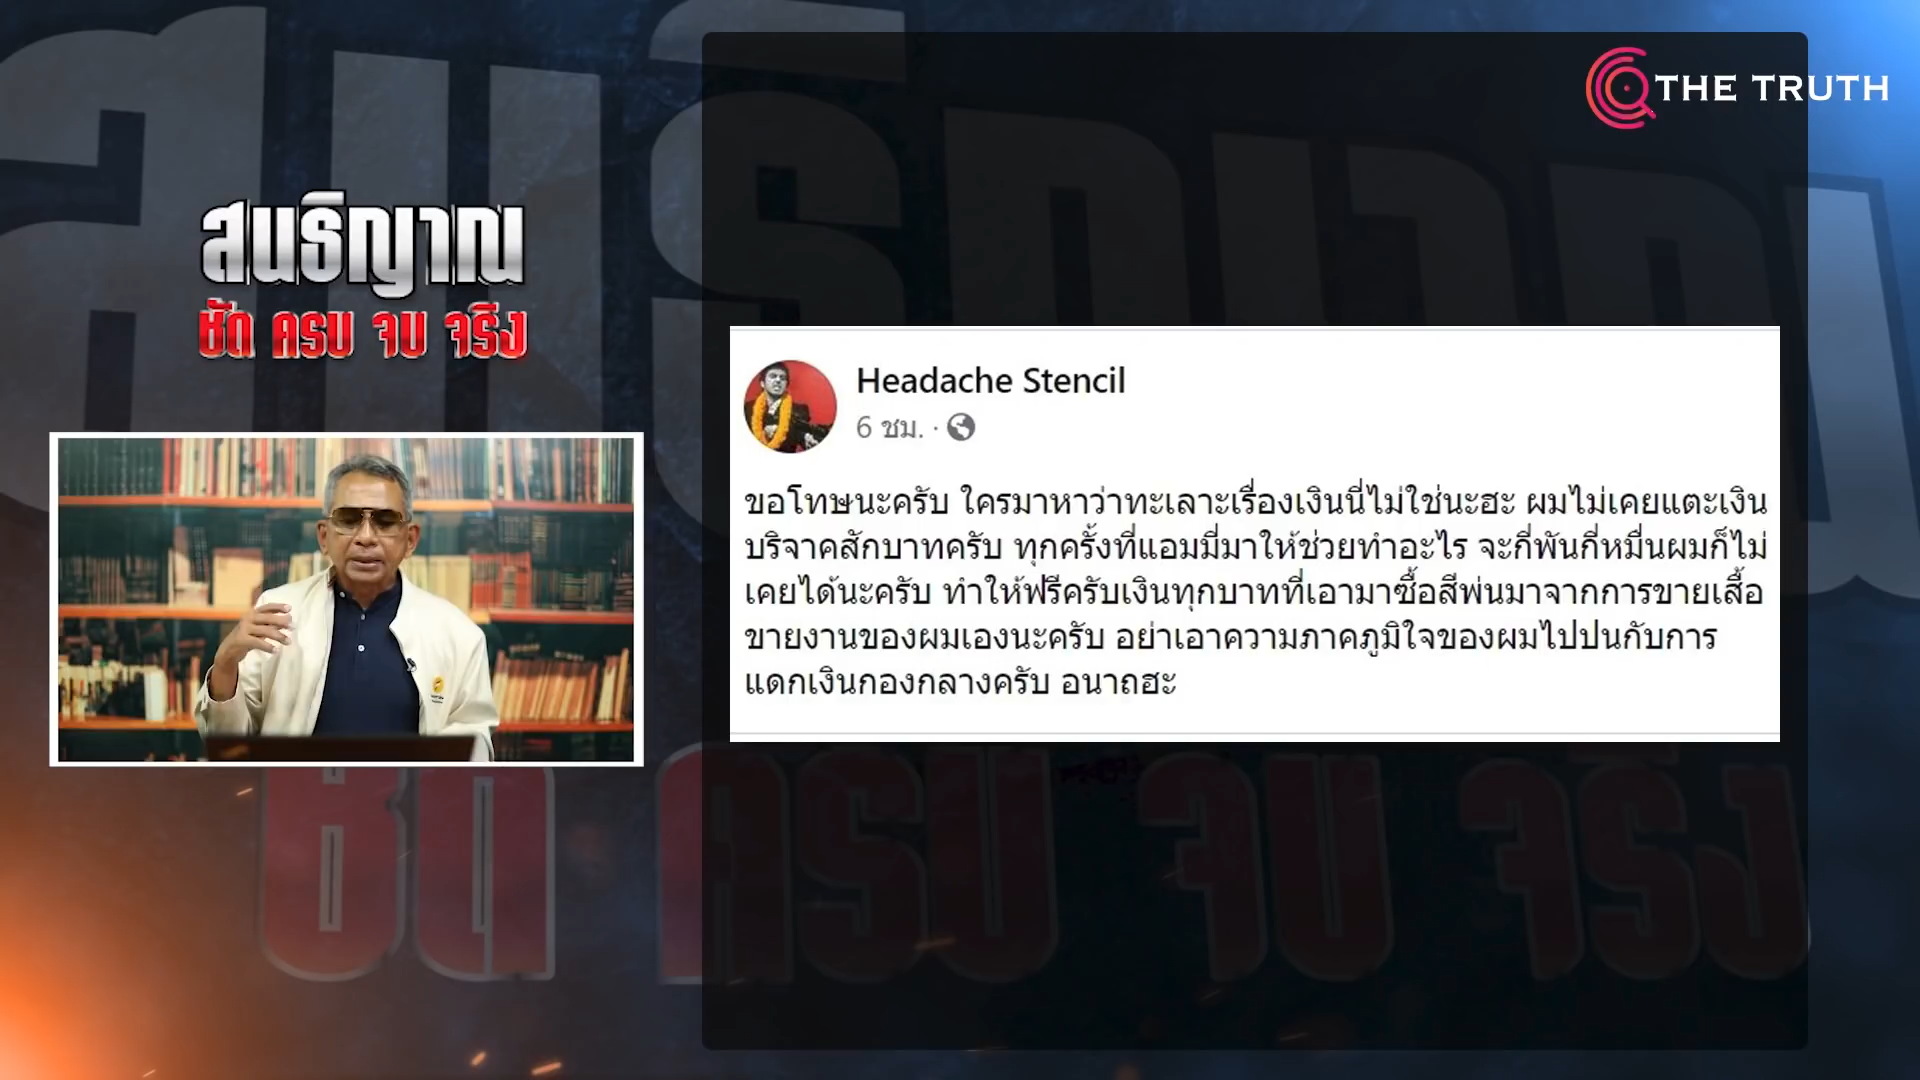 THE TRUTH
สนธิญาณ
ชัด ครบ จบ จริง
Headache Stencil
6 ชม.
ขอโทษนะครับ ใครมาหาว่าทะเลาะเรื่องเงินนี่ไม่ใช่นะฮะ ผมไม่เคยแตะเงิน
บริจาคสักบาทครับ ทุกครั้งที่แอมมี่มาให้ช่วยทำอะไร จะกี่พันกี่หมื่นผมก็ไม่
เคยได้นะครับ ทำให้ฟรีครับเงินทุกบาทที่เอามาซื้อสีพ่นมาจากการขายเสื้อ
ขายงานของผมเองนะครับ อย่าเอาความภาคภูมิใจของผมไปปนกับการ
แดกเงินกองกลางครับ อนาถฮะ